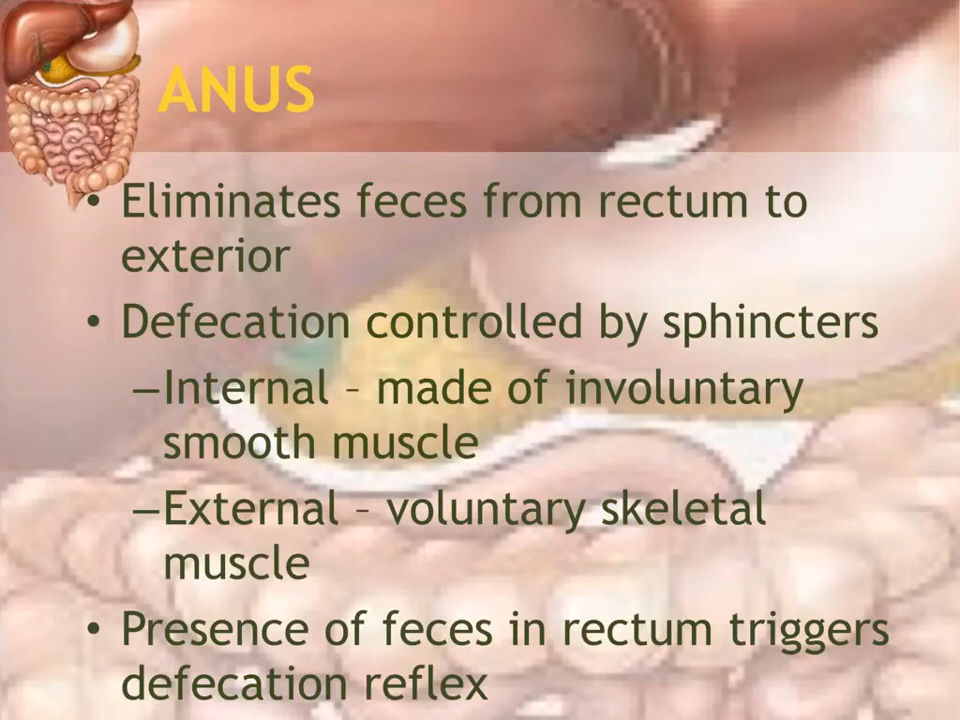 ANUS
• Eliminates feces from rectum to
exterior
• Defecation controlled by sphincters
–Internal – made of involuntary
smooth muscle
–External – voluntary skeletal
muscle
• Presence of feces in rectum triggers
defecation reflex